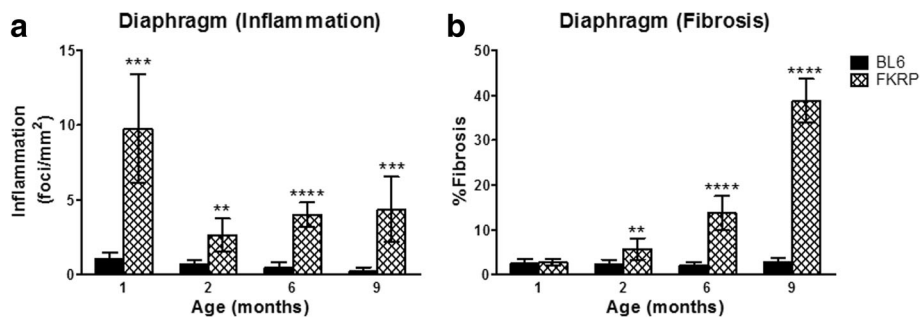 a
Diaphragm (Inflammation)
15
10
5
0
Inflammation
(foci/mm²)
***
**
****
***
1 2 6 9
Age (months)
b
Diaphragm (Fibrosis)
50
40
30
20
10
0
%Fibrosis
**
****
****
1 2 6 9
Age (months)
BL6
FKRP